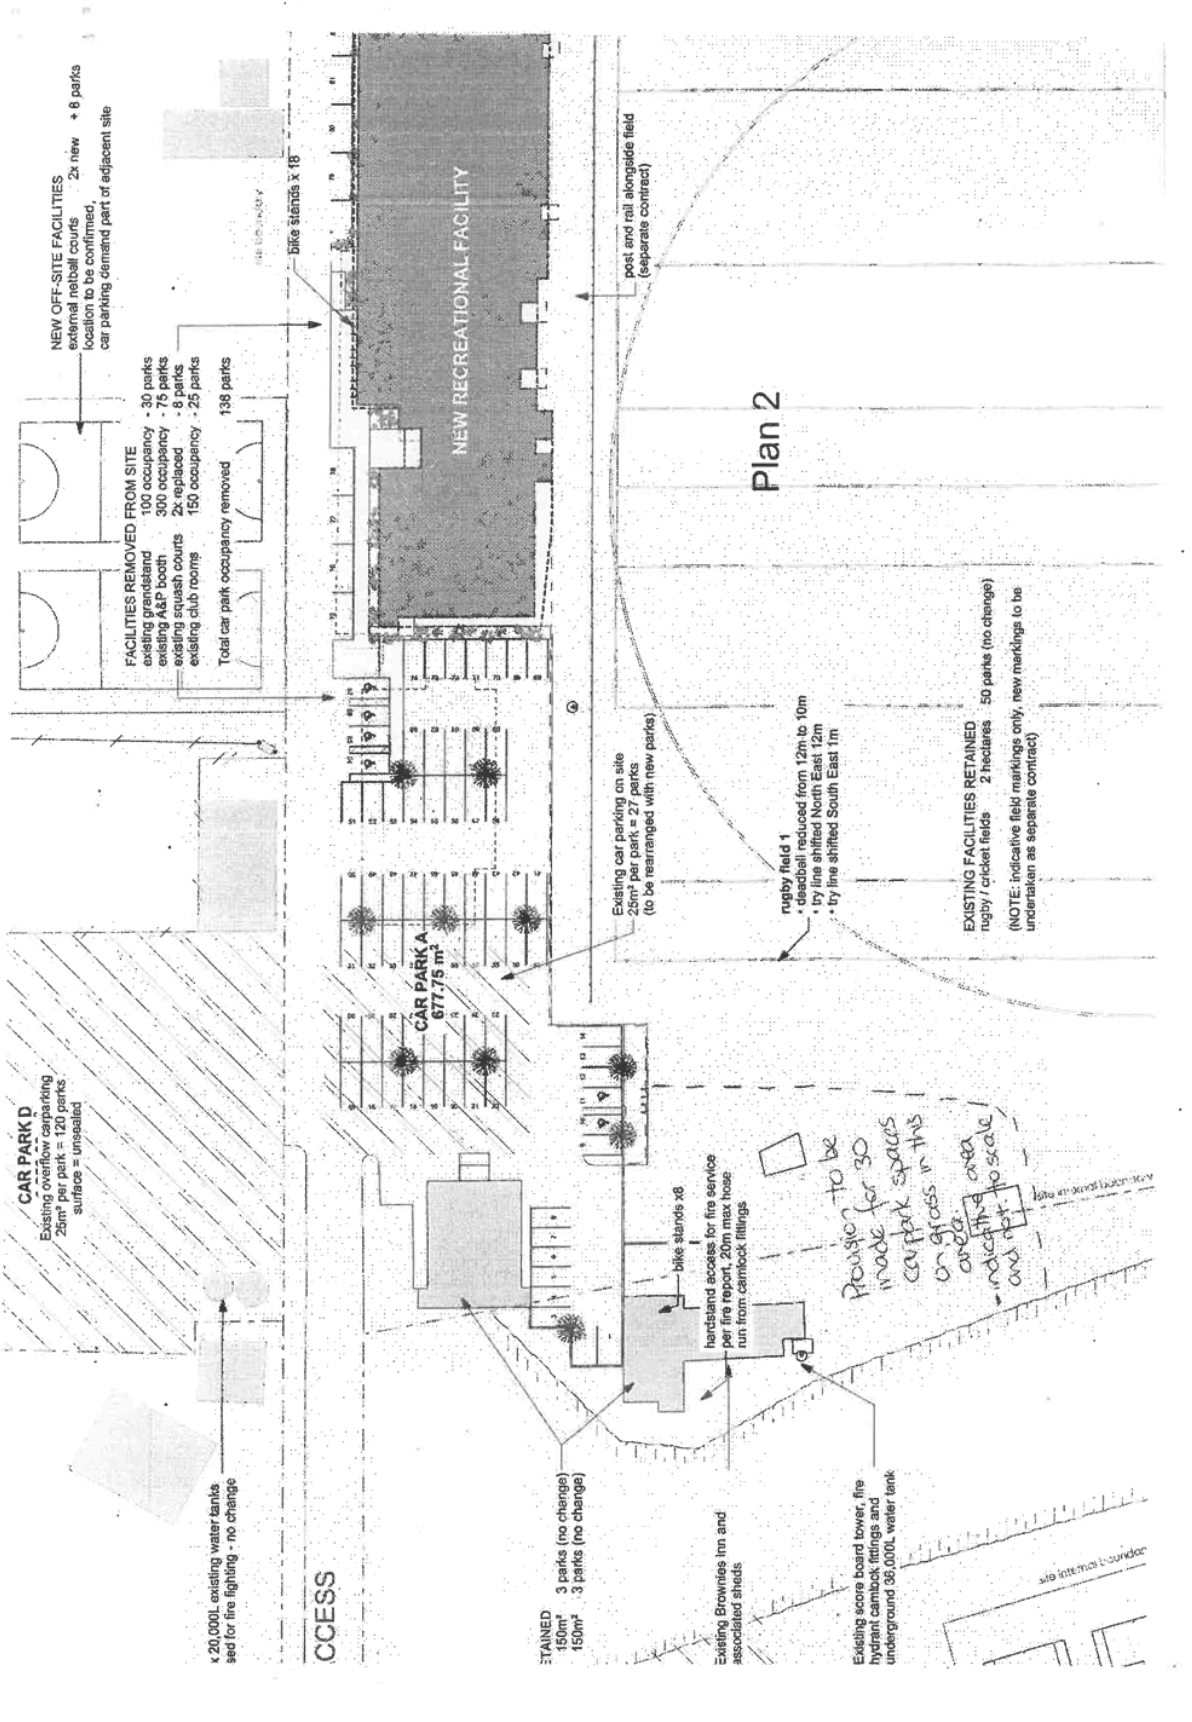 NEW OFF-SITE FACILITIES
external netball courts 2x new + 8 parks
location to be confirmed,
car parking demand part of adjacent site
site boundary
bike stands x 18
FACILITIES REMOVED FROM SITE
existing grandstand 100 occupancy - 30 parks
existing A&P booth 300 occupancy - 75 parks
existing squash courts 2x replaced - 8 parks
existing club rooms 150 occupancy - 25 parks
Total car park occupancy removed 138 parks
NEW RECREATIONAL FACILITY
post and rail alongside field
(separate contract)
Plan 2
CAR PARK D
Existing overflow carparking
25m² per park = 120 parks
surface = unsealed
CAR PARK A
677.75 m²
Existing car parking on site
25m² per park = 27 parks
(to be rearranged with new parks)
rugby field 1
• deadball reduced from 12m to 10m
• try line shifted North East 12m
• try line shifted South East 1m
EXISTING FACILITIES RETAINED
rugby / cricket fields 2 hectares 50 parks (no change)
(NOTE: indicative field markings only, new markings to be
undertaken as separate contract)
x 20,000L existing water tanks
sed for fire fighting - no change
CCESS
ETAINED
150m² 3 parks (no change)
150m² 3 parks (no change)
bike stands x8
hardstand access for fire service
per fire report, 20m max hose
run from camlock fittings
Existing Brownies Inn and
associated sheds
Existing score board tower, fire
hydrant camlock fittings and
underground 36,000L water tank
Provision to be
made for 30
carpark spaces
on grass in this
area
indicative area
and not to scale
site internal boundary
site internal boundar